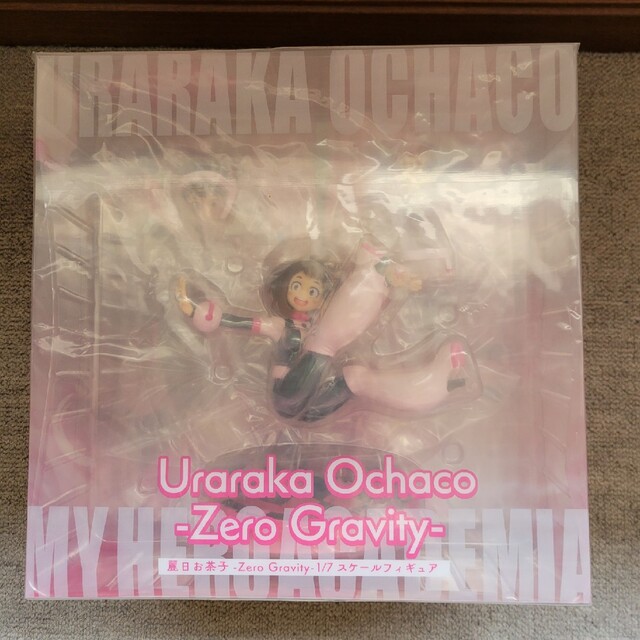 URARAKA OCHACO
Uraraka Ochaco
-Zero Gravity-
MY HERO ACADEMIA
麗日お茶子 -Zero Gravity- 1/7 スケールフィギュア